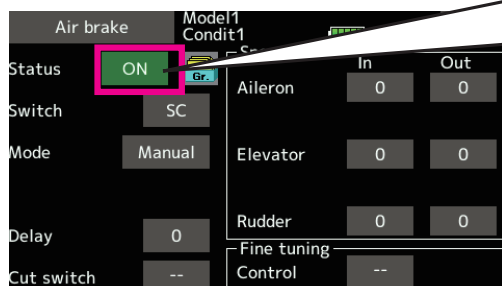 Air brake
Model1
Condit1
Status ON Gr.
Switch SC
Mode Manual
Delay 0
Cut switch --
In Out
Aileron 0 0
Elevator 0 0
Rudder 0 0
Fine tuning
Control --